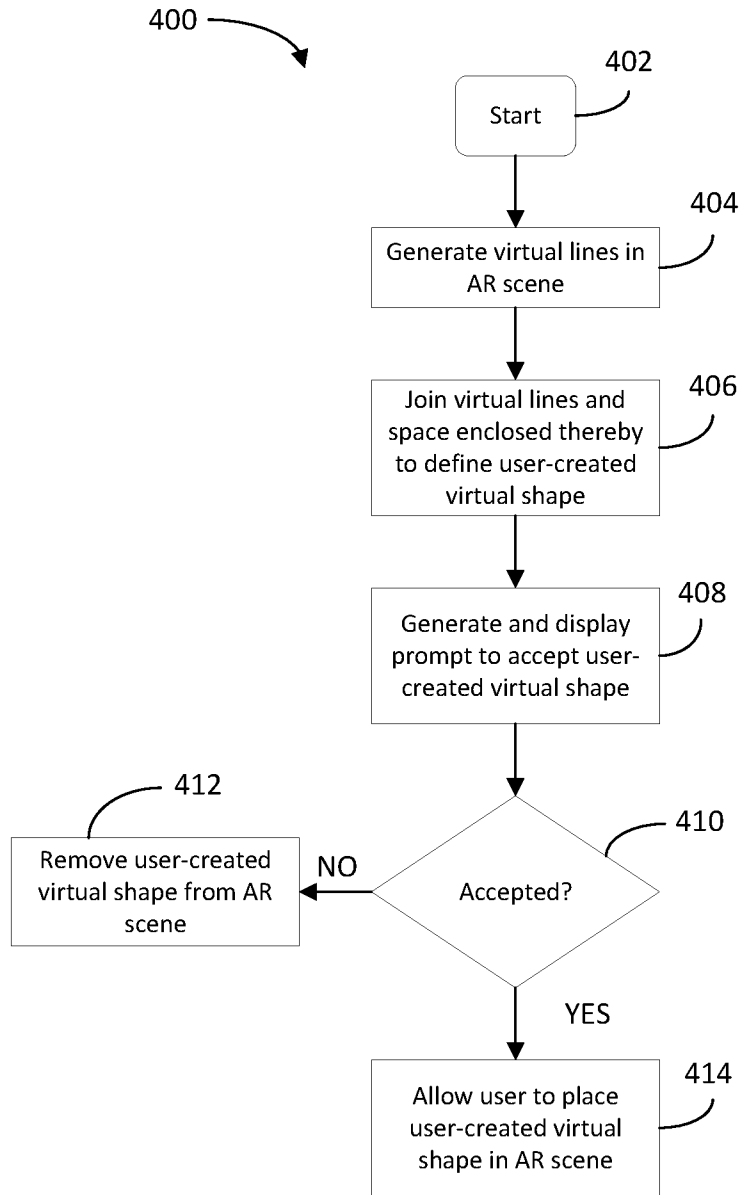 400
402
Start
404
Generate virtual lines in
AR scene
406
Join virtual lines and
space enclosed thereby
to define user-created
virtual shape
408
Generate and display
prompt to accept user-
created virtual shape
412
410
Remove user-created
virtual shape from AR
scene
NO
Accepted?
YES
414
Allow user to place
user-created virtual
shape in AR scene